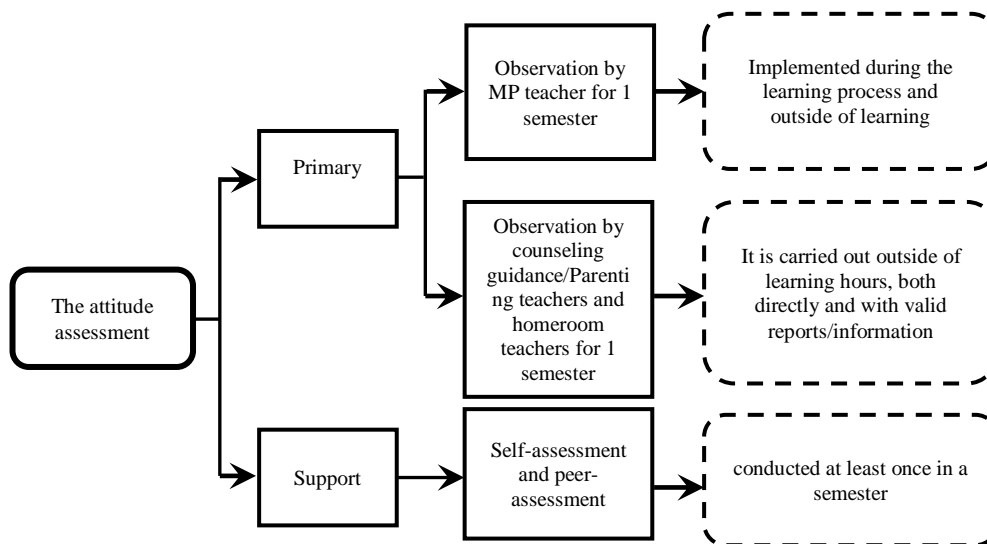 The attitude
assessment
Primary
Support
Observation by
MP teacher for 1
semester
Observation by
counseling
guidance/Parenti
ng teachers and
homeroom
teachers for 1
semester
Self-assessment
and peer-
assessment
Implemented during the
learning process and
outside of learning
It is carried out outside of
learning hours, both
directly and with valid
reports/information
conducted at least once in a
semester